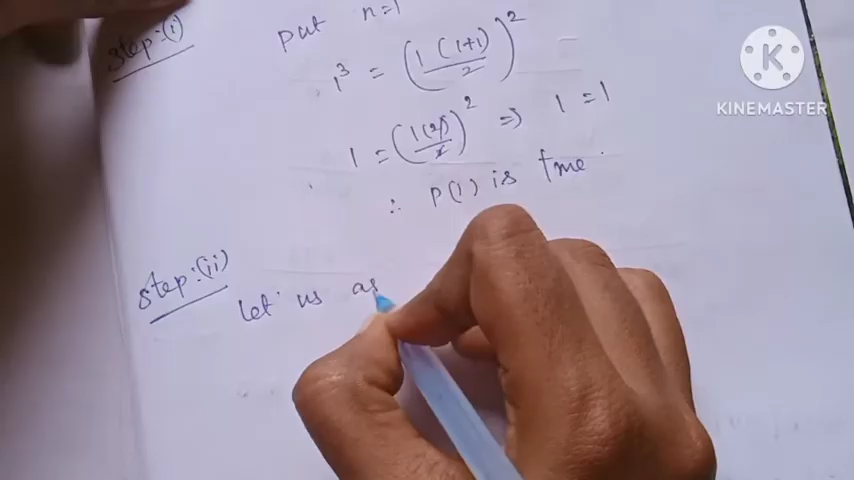 Step:(i) put n=1
1³ = (1(1+1)/2)²
1 = (1(2)/2)² => 1 = 1
∴ P(1) is true.
Step:(ii)
Let us as
K
KINEMASTER